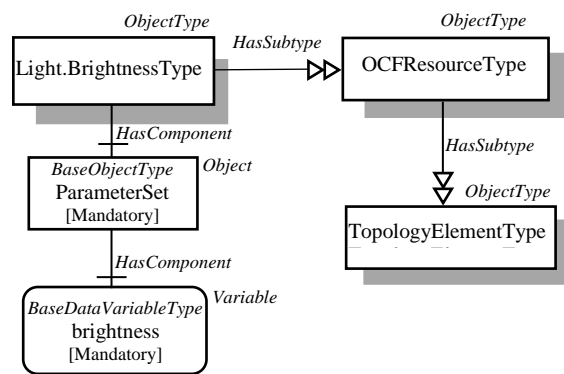 ObjectType
ObjectType
HasSubtype
Light.BrightnessType
OCFResourceType
HasComponent
HasSubtype
BaseObjectType
Object
ParameterSet
[Mandatory]
ObjectType
TopologyElementType
HasComponent
BaseDataVariableType
Variable
brightness
[Mandatory]